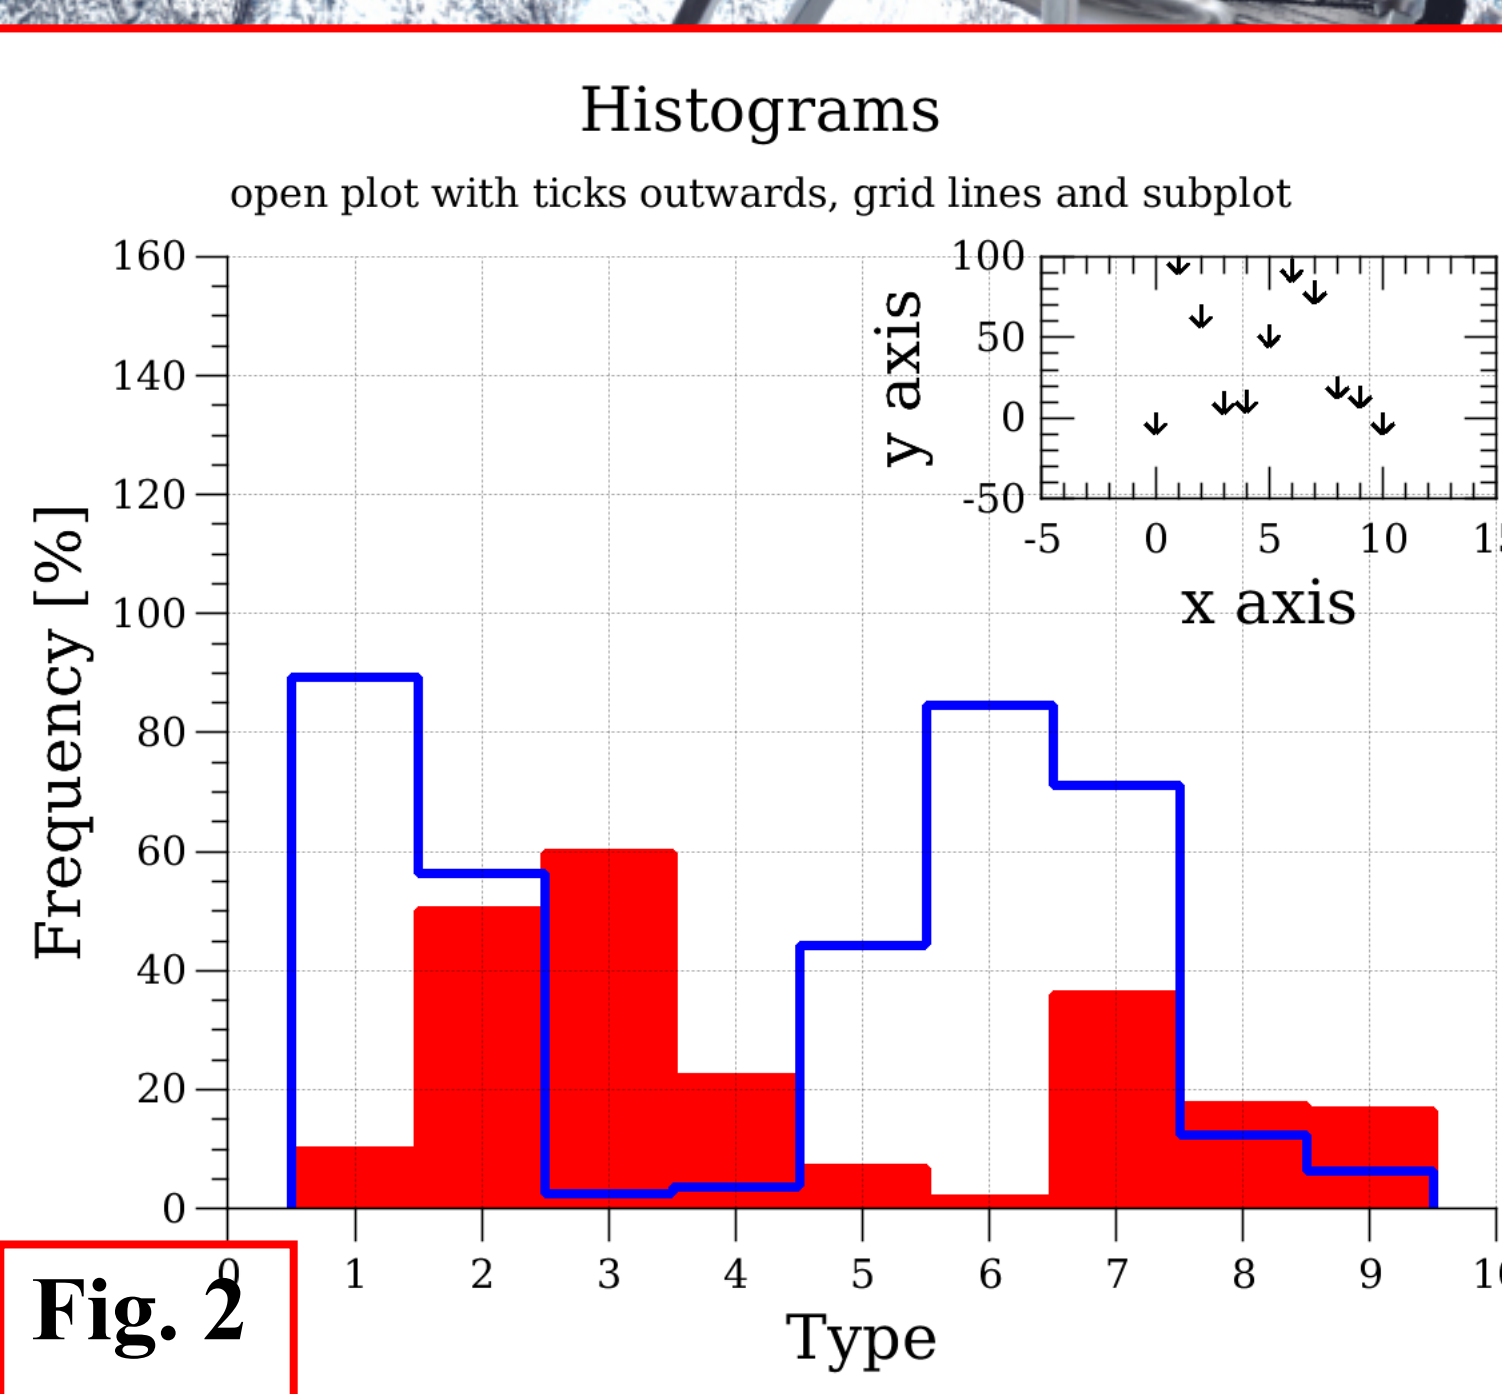 Histograms
open plot with ticks outwards, grid lines and subplot
160
140
120
100
80
60
40
20
0
Frequency [%]
100
50
0
-50
y axis
-5 0 5 10
x axis
0 1 2 3 4 5 6 7 8 9
Type
Fig. 2